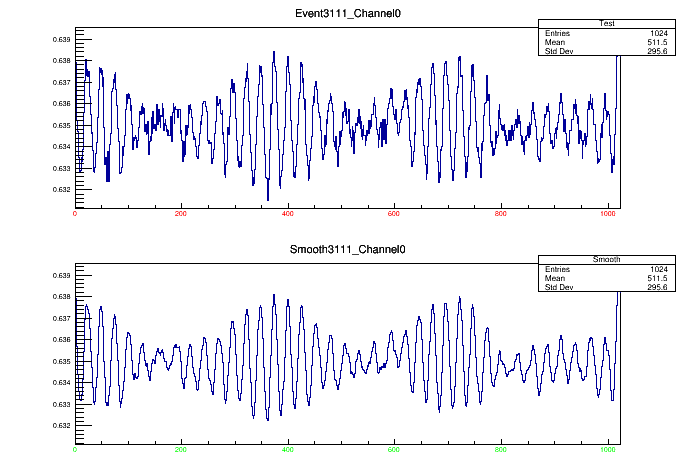 Event3111_Channel0
Test
Entries 1024
Mean 511.5
Std Dev 295.6
0.639
0.638
0.637
0.636
0.635
0.634
0.633
0.632
0 200 400 600 800 1000
Smooth3111_Channel0
Smooth
Entries 1024
Mean 511.5
Std Dev 295.6
0.639
0.638
0.637
0.636
0.635
0.634
0.633
0.632
0 200 400 600 800 1000